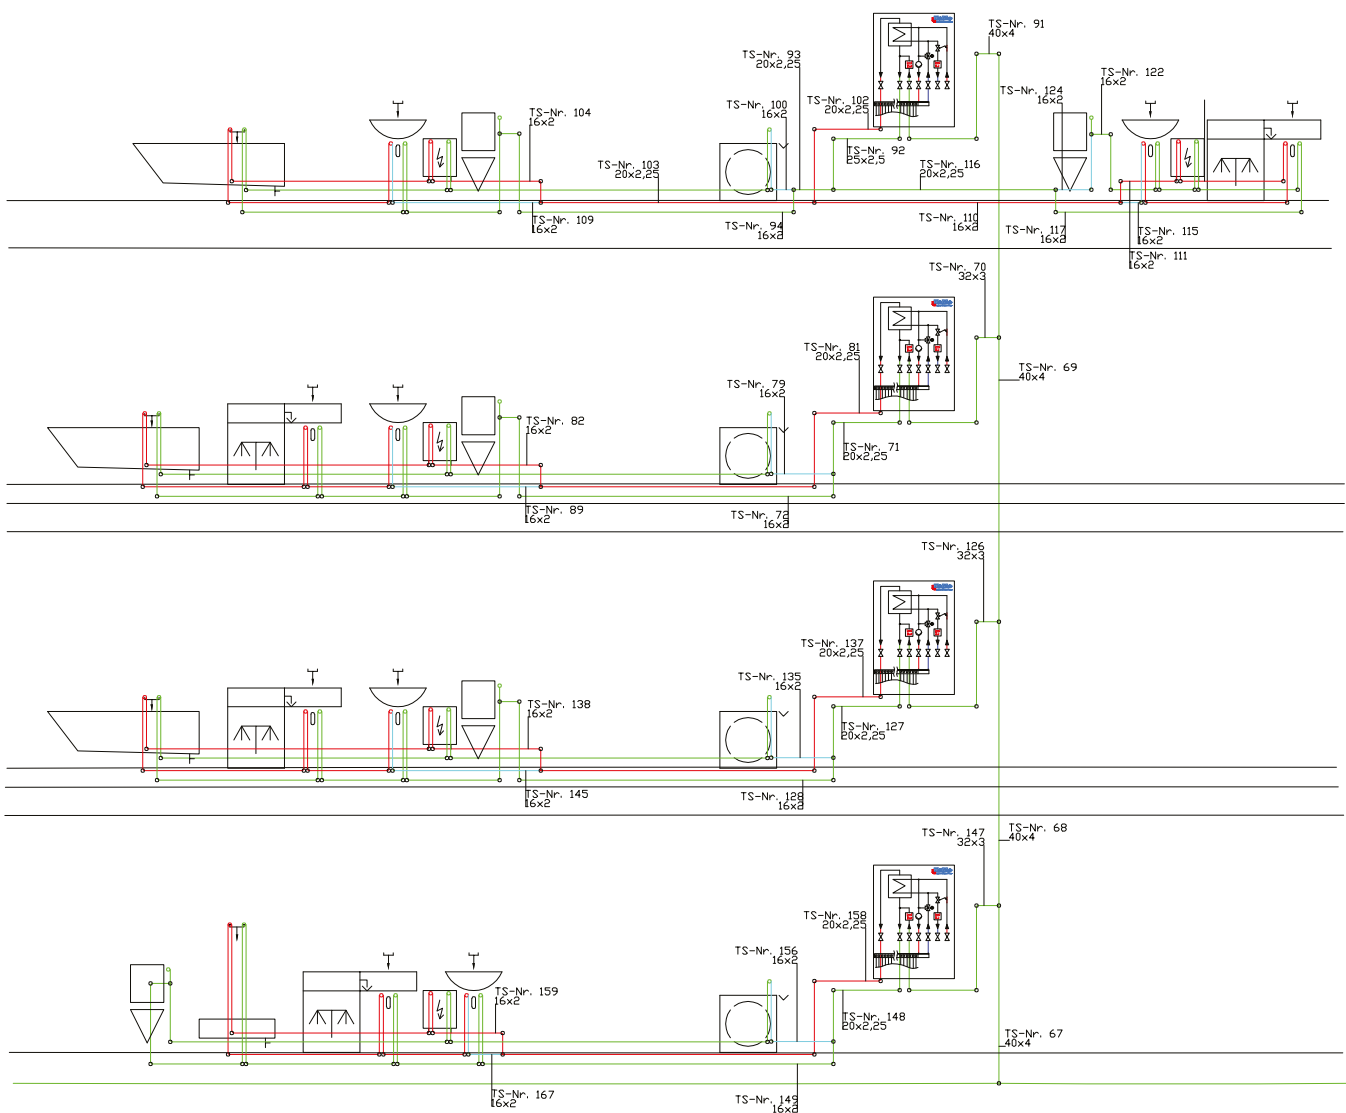 TS-Nr. 91
40x4
TS-Nr. 93
20x2,25
TS-Nr. 122
16x2
TS-Nr. 124
16x2
TS-Nr. 102
20x2,25
TS-Nr. 100
16x2
TS-Nr. 104
16x2
TS-Nr. 92
25x2,5
TS-Nr. 103
20x2,25
TS-Nr. 116
20x2,25
TS-Nr. 109
16x2
TS-Nr. 94
16x2
TS-Nr. 110
16x2
TS-Nr. 117
16x2
TS-Nr. 115
16x2
TS-Nr. 111
16x2
TS-Nr. 70
32x3
TS-Nr. 81
20x2,25
TS-Nr. 69
40x4
TS-Nr. 79
16x2
TS-Nr. 82
16x2
TS-Nr. 71
20x2,25
TS-Nr. 89
16x2
TS-Nr. 72
16x2
TS-Nr. 126
32x3
TS-Nr. 137
20x2,25
TS-Nr. 135
16x2
TS-Nr. 138
16x2
TS-Nr. 127
20x2,25
TS-Nr. 145
16x2
TS-Nr. 128
16x2
TS-Nr. 147
32x3
TS-Nr. 68
40x4
TS-Nr. 158
20x2,25
TS-Nr. 156
16x2
TS-Nr. 159
16x2
TS-Nr. 148
20x2,25
TS-Nr. 67
40x4
TS-Nr. 167
16x2
TS-Nr. 149
16x2